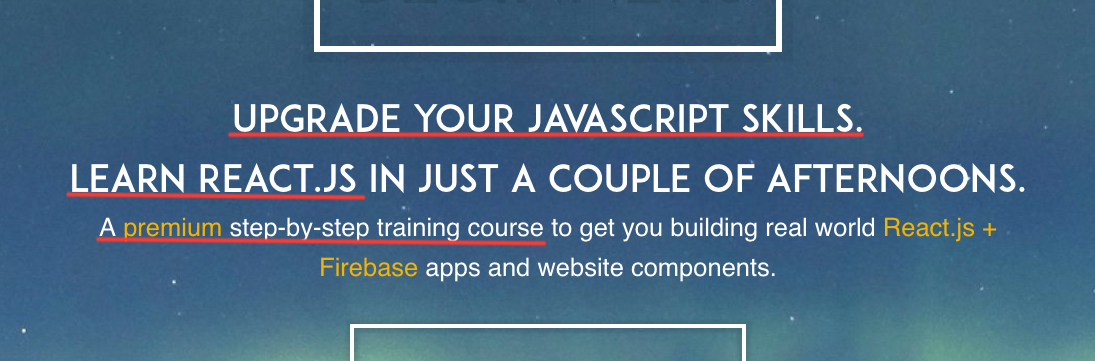 UPGRADE YOUR JAVASCRIPT SKILLS.
LEARN REACT.JS IN JUST A COUPLE OF AFTERNOONS.
A premium step-by-step training course to get you building real world React.js +
Firebase apps and website components.